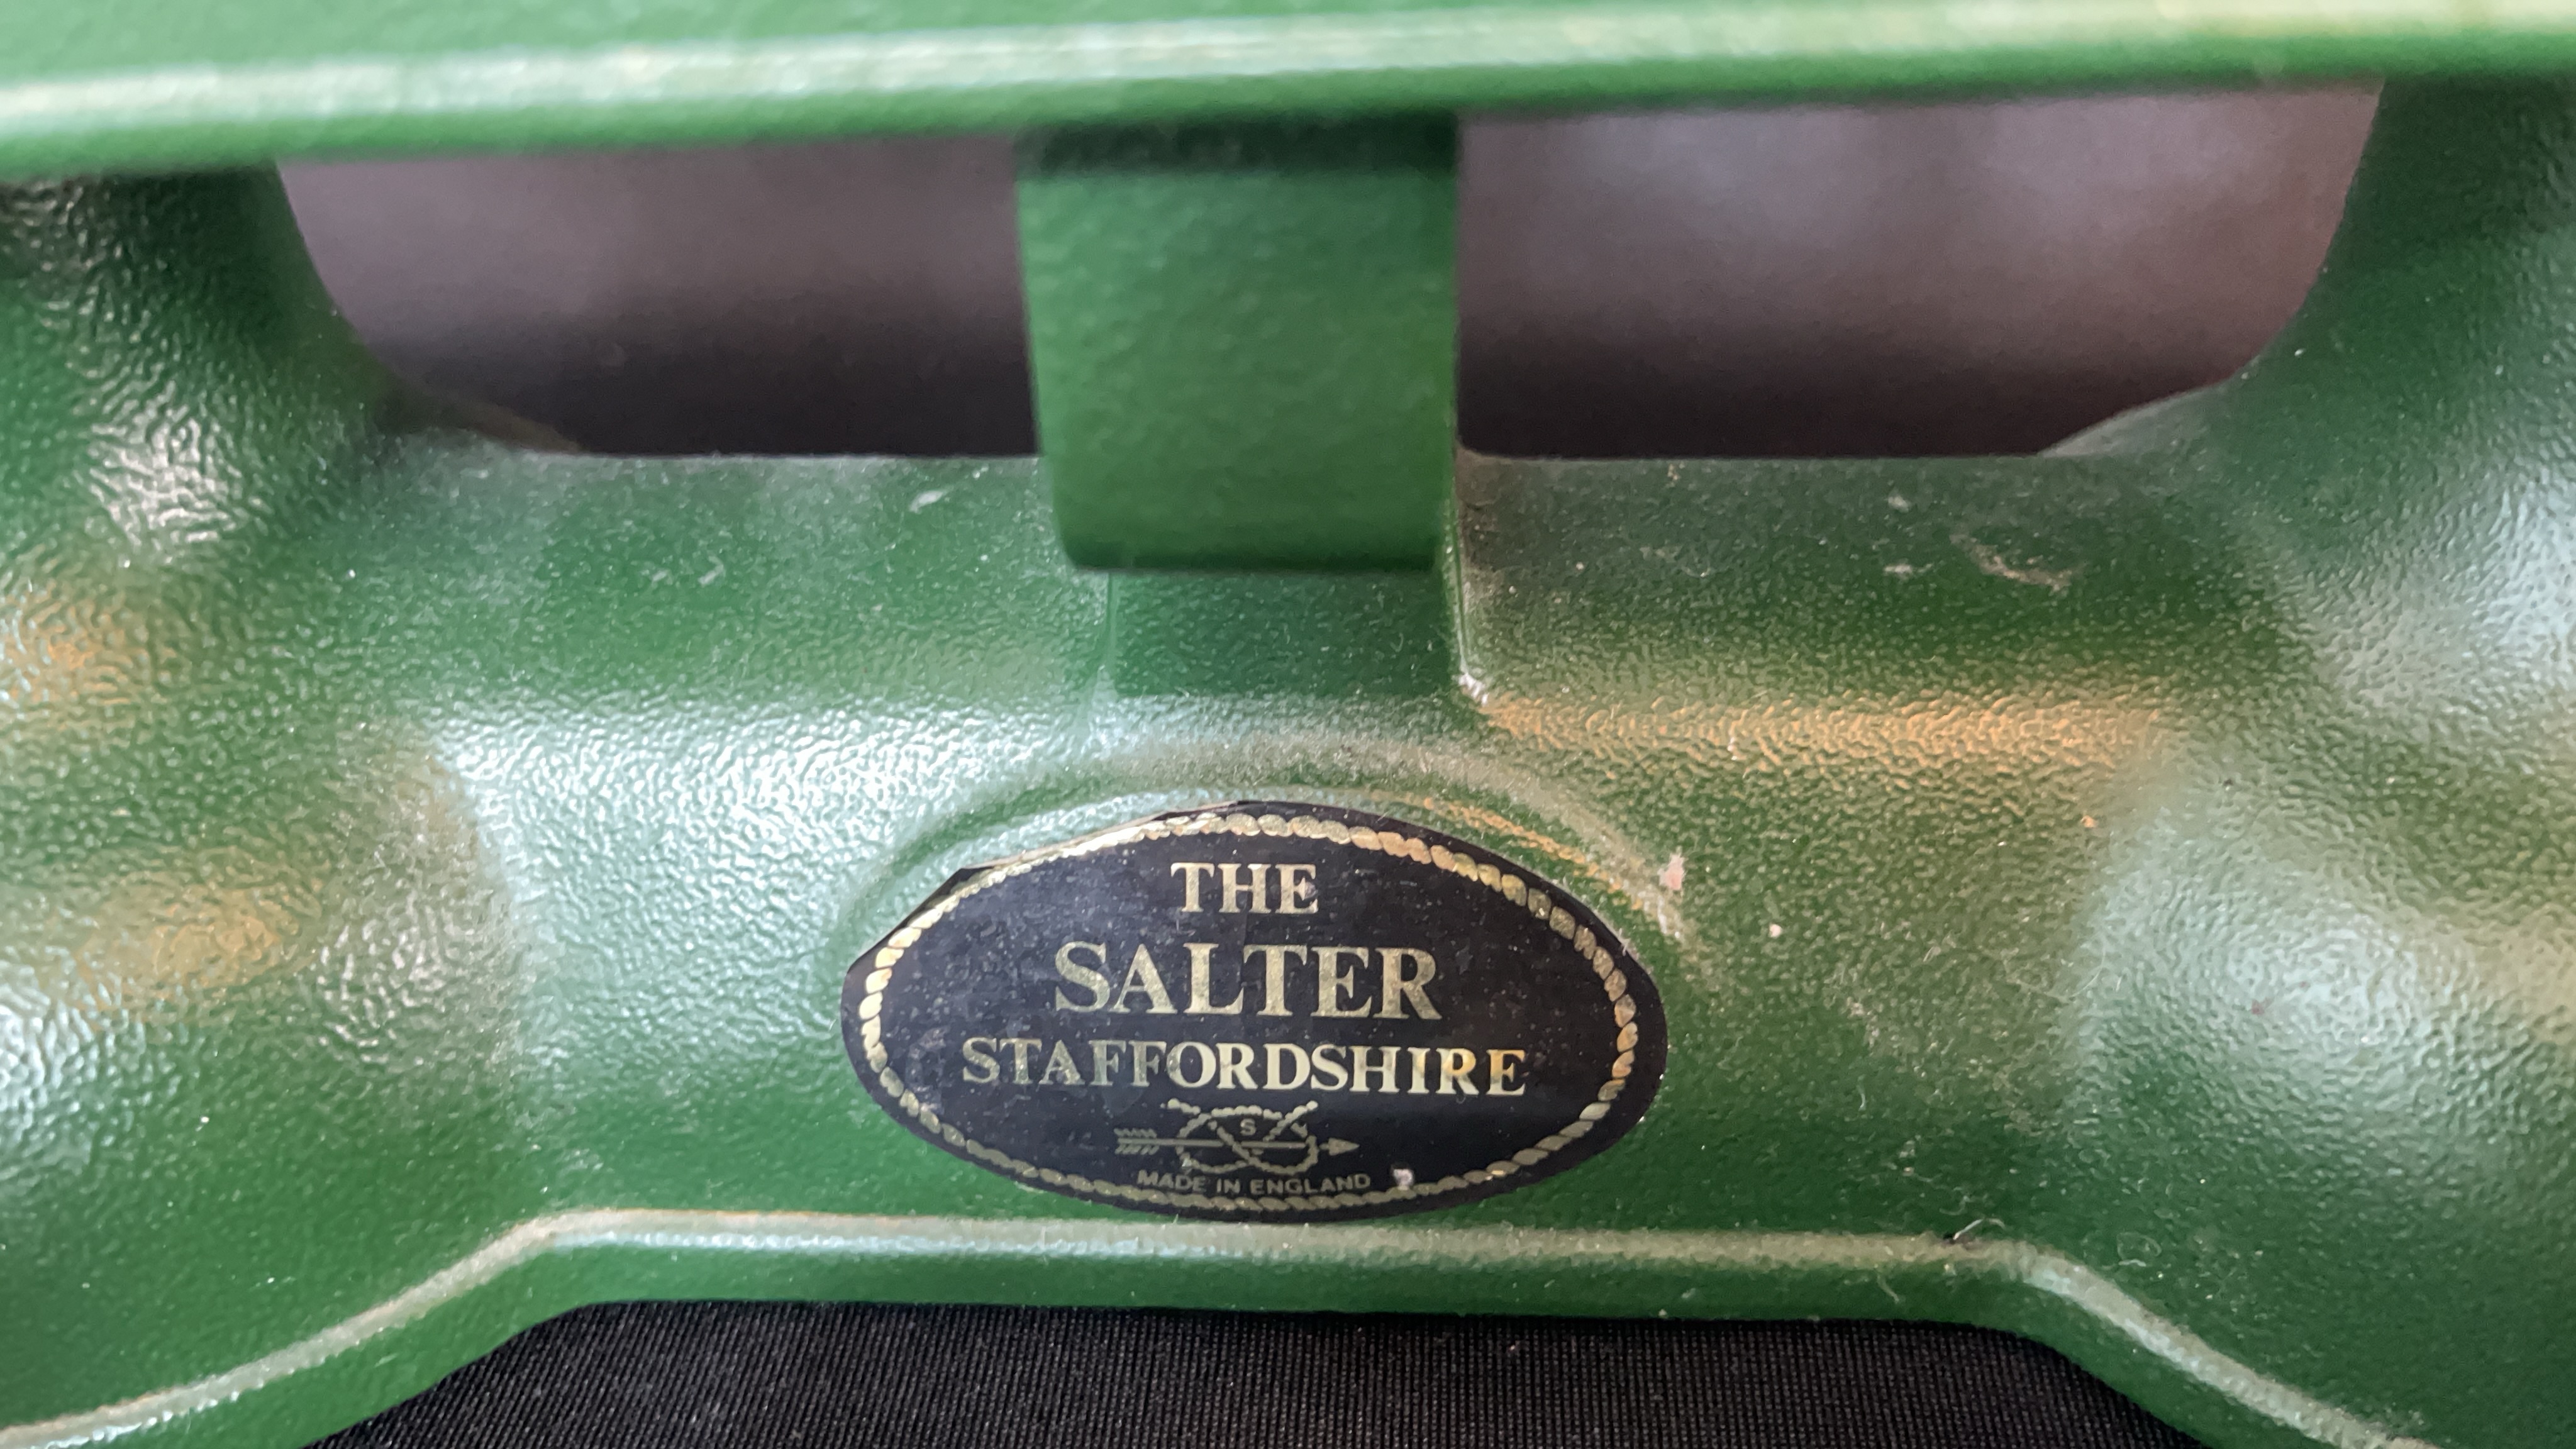 THE
SALTER
STAFFORDSHIRE
S
MADE IN ENGLAND